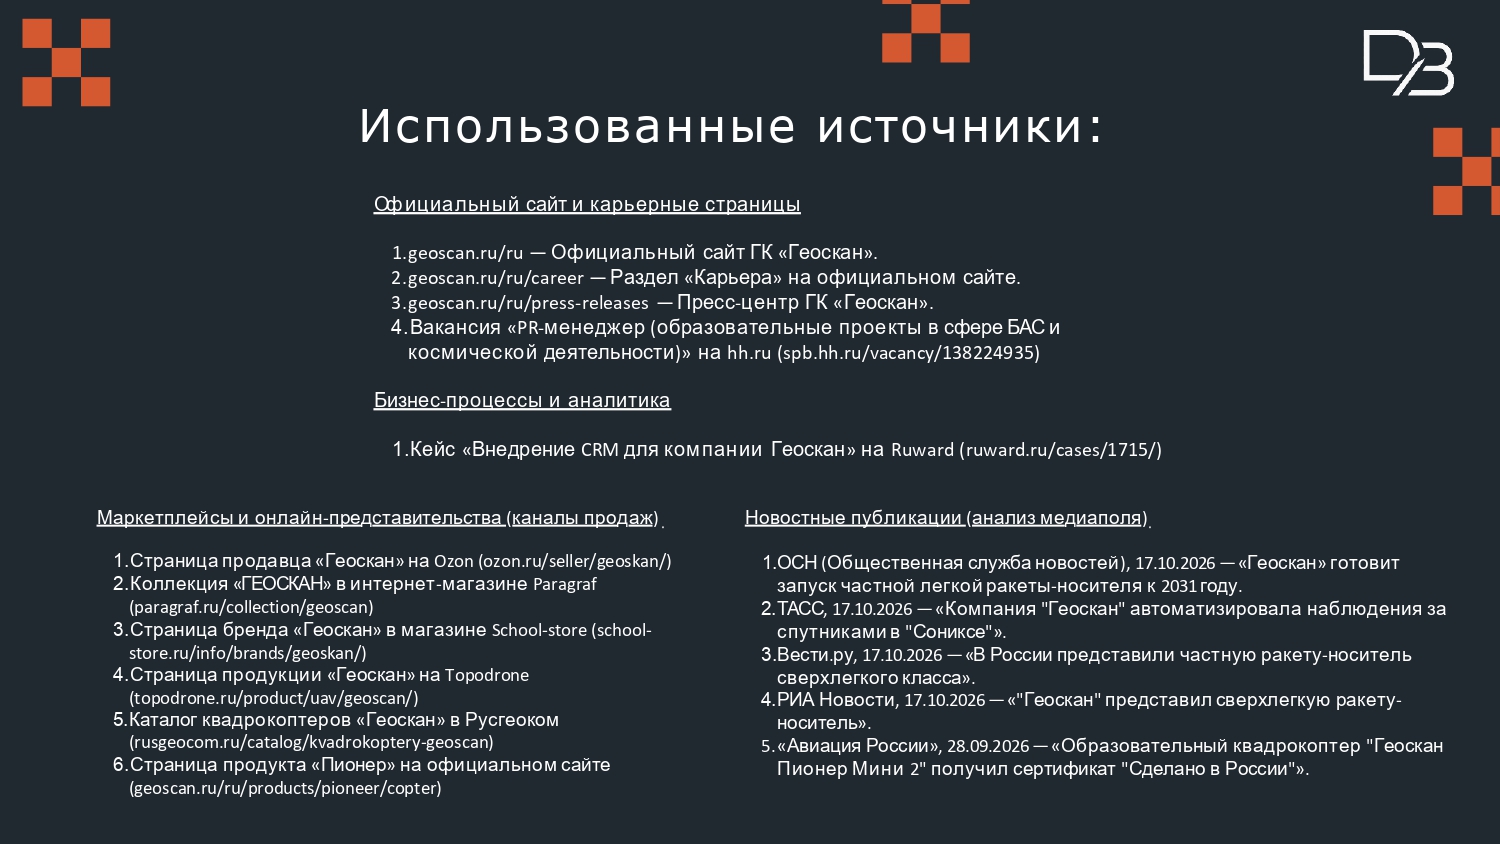 DB
Использованные источники:
Официальный сайт и карьерные страницы
1.geoscan.ru/ru — Официальный сайт ГК «Геоскан».
2.geoscan.ru/ru/career — Раздел «Карьера» на официальном сайте.
3.geoscan.ru/ru/press-releases — Пресс-центр ГК «Геоскан».
4.Вакансия «PR-менеджер (образовательные проекты в сфере БАС и
космической деятельности)» на hh.ru (spb.hh.ru/vacancy/138224935)
Бизнес-процессы и аналитика
1.Кейс «Внедрение CRM для компании Геоскан» на Ruward (ruward.ru/cases/1715/)
Маркетплейсы и онлайн-представительства (каналы продаж).
1.Страница продавца «Геоскан» на Ozon (ozon.ru/seller/geoskan/)
2.Коллекция «ГЕОСКАН» в интернет-магазине Paragraf
(paragraf.ru/collection/geoscan)
3.Страница бренда «Геоскан» в магазине School-store (school-
store.ru/info/brands/geoskan/)
4.Страница продукции «Геоскан» на Topodrone
(topodrone.ru/product/uav/geoscan/)
5.Каталог квадрокоптеров «Геоскан» в Русгеоком
(rusgeocom.ru/catalog/kvadrokoptery-geoscan)
6.Страница продукта «Пионер» на официальном сайте
(geoscan.ru/ru/products/pioneer/copter)
Новостные публикации (анализ медиаполя).
1.ОСН (Общественная служба новостей), 17.10.2026 — «Геоскан» готовит
запуск частной легкой ракеты-носителя к 2031 году.
2.ТАСС, 17.10.2026 — «Компания "Геоскан" автоматизировала наблюдения за
спутниками в "Сониксе"».
3.Вести.ру, 17.10.2026 — «В России представили частную ракету-носитель
сверхлегкого класса».
4.РИА Новости, 17.10.2026 — «"Геоскан" представил сверхлегкую ракету-
носитель».
5.«Авиация России», 28.09.2026 — «Образовательный квадрокоптер "Геоскан
Пионер Мини 2" получил сертификат "Сделано в России"».